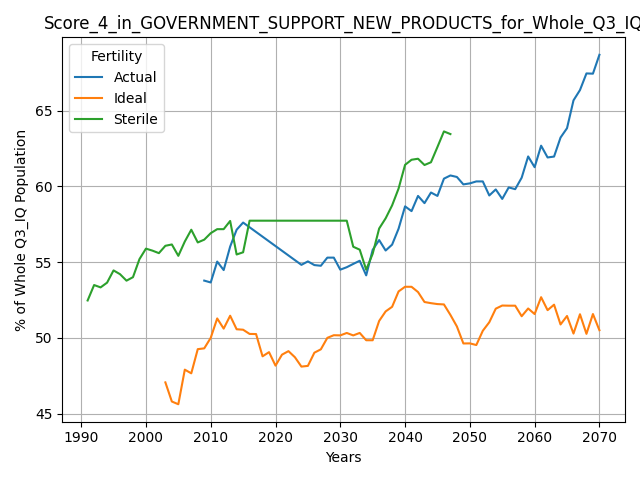 Score_4_in_GOVERNMENT_SUPPORT_NEW_PRODUCTS_for_Whole_Q3_IQ
Fertility
Actual
Ideal
Sterile
% of Whole Q3_IQ Population
65
60
55
50
45
1990 2000 2010 2020 2030 2040 2050 2060 2070
Years